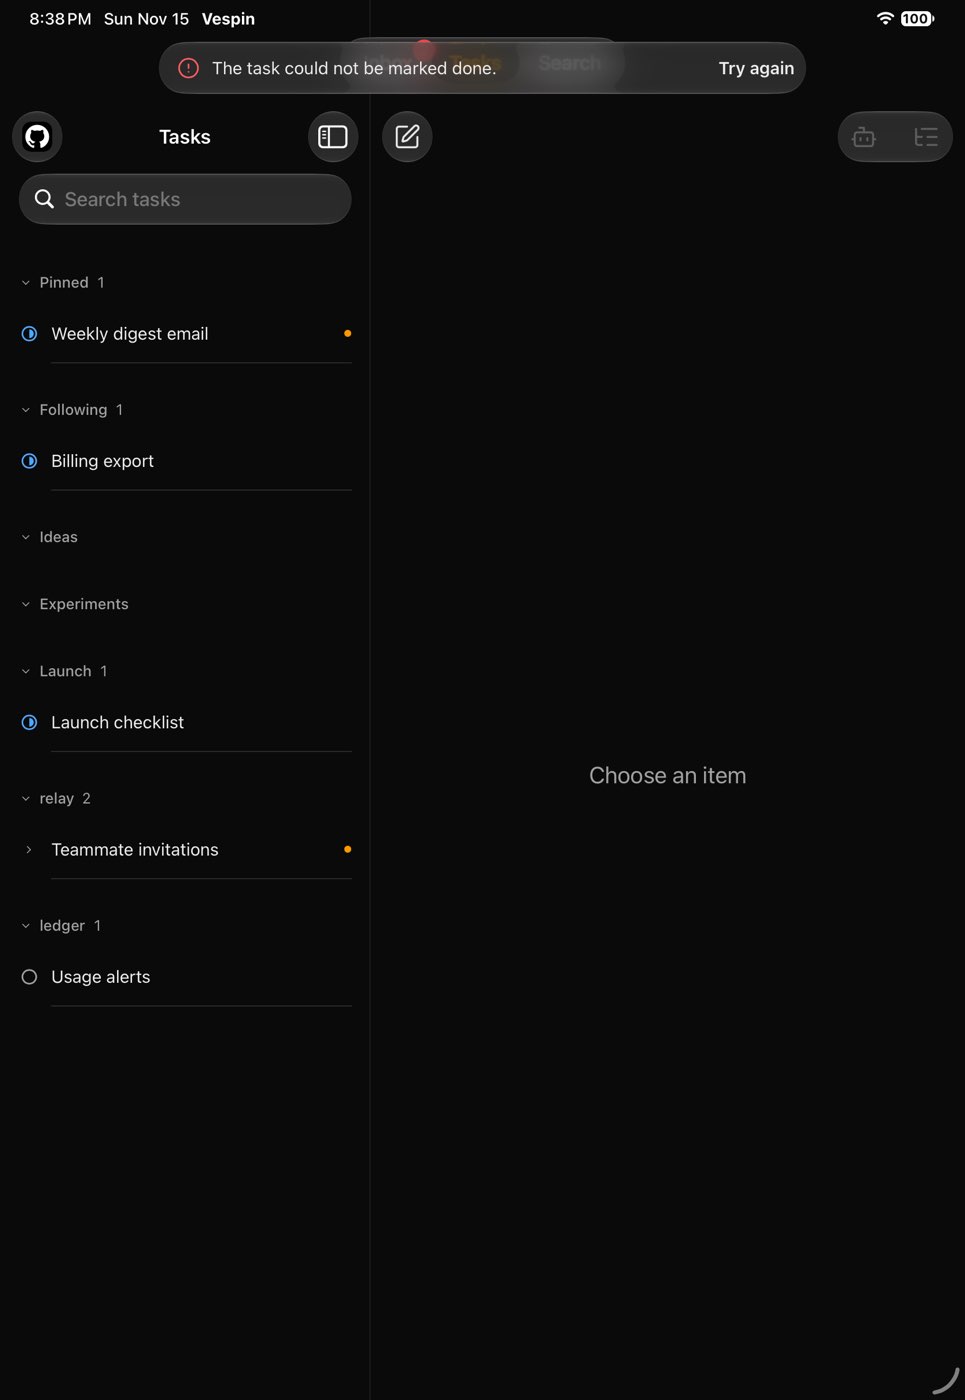 8:38 PM Sun Nov 15 Vespin
100
The task could not be marked done.
Try again
Tasks
Search
Tasks
Search tasks
Pinned 1
Weekly digest email
Following 1
Billing export
Ideas
Experiments
Launch 1
Launch checklist
Choose an item
relay 2
Teammate invitations
ledger 1
Usage alerts